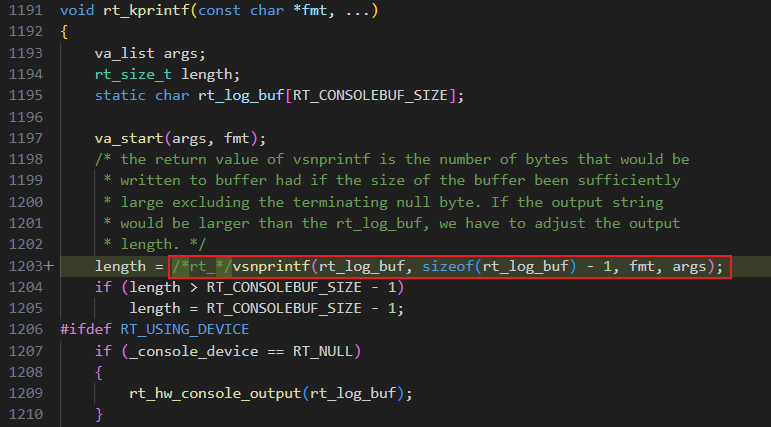 1191 void rt_kprintf(const char *fmt, ...)
1192 {
1193     va_list args;
1194     rt_size_t length;
1195     static char rt_log_buf[RT_CONSOLEBUF_SIZE];
1196
1197     va_start(args, fmt);
1198     /* the return value of vsnprintf is the number of bytes that would be
1199      * written to buffer had if the size of the buffer been sufficiently
1200      * large excluding the terminating null byte. If the output string
1201      * would be larger than the rt_log_buf, we have to adjust the output
1202      * length. */
1203+    length = /*rt_*/vsnprintf(rt_log_buf, sizeof(rt_log_buf) - 1, fmt, args);
1204     if (length > RT_CONSOLEBUF_SIZE - 1)
1205         length = RT_CONSOLEBUF_SIZE - 1;
1206 #ifdef RT_USING_DEVICE
1207     if (_console_device == RT_NULL)
1208     {
1209         rt_hw_console_output(rt_log_buf);
1210     }